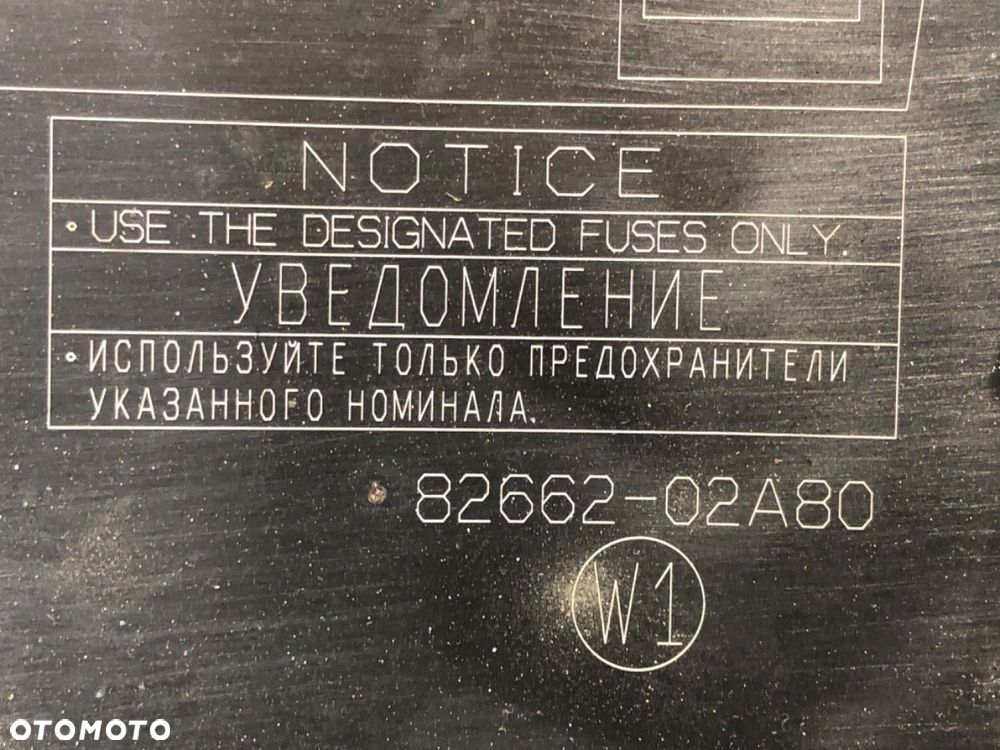 NOTICE
◦ USE THE DESIGNATED FUSES ONLY.
УВЕДОМЛЕНИЕ
◦ ИСПОЛЬЗУЙТЕ ТОЛЬКО ПРЕДОХРАНИТЕЛИ
УКАЗАННОГО НОМИНАЛА.
82662-02A80
W1
OTOMOTO